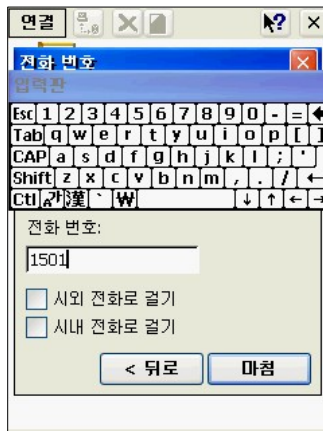 연결
전화 번호
입력판
Esc 1 2 3 4 5 6 7 8 9 0 - =
Tab q w e r t y u i o p [ ]
CAP a s d f g h j k l ; '
Shift z x c v b n m , . /
Ctl 가 漢 ` ₩
전화 번호:
1501
시외 전화로 걸기
시내 전화로 걸기
< 뒤로 마침